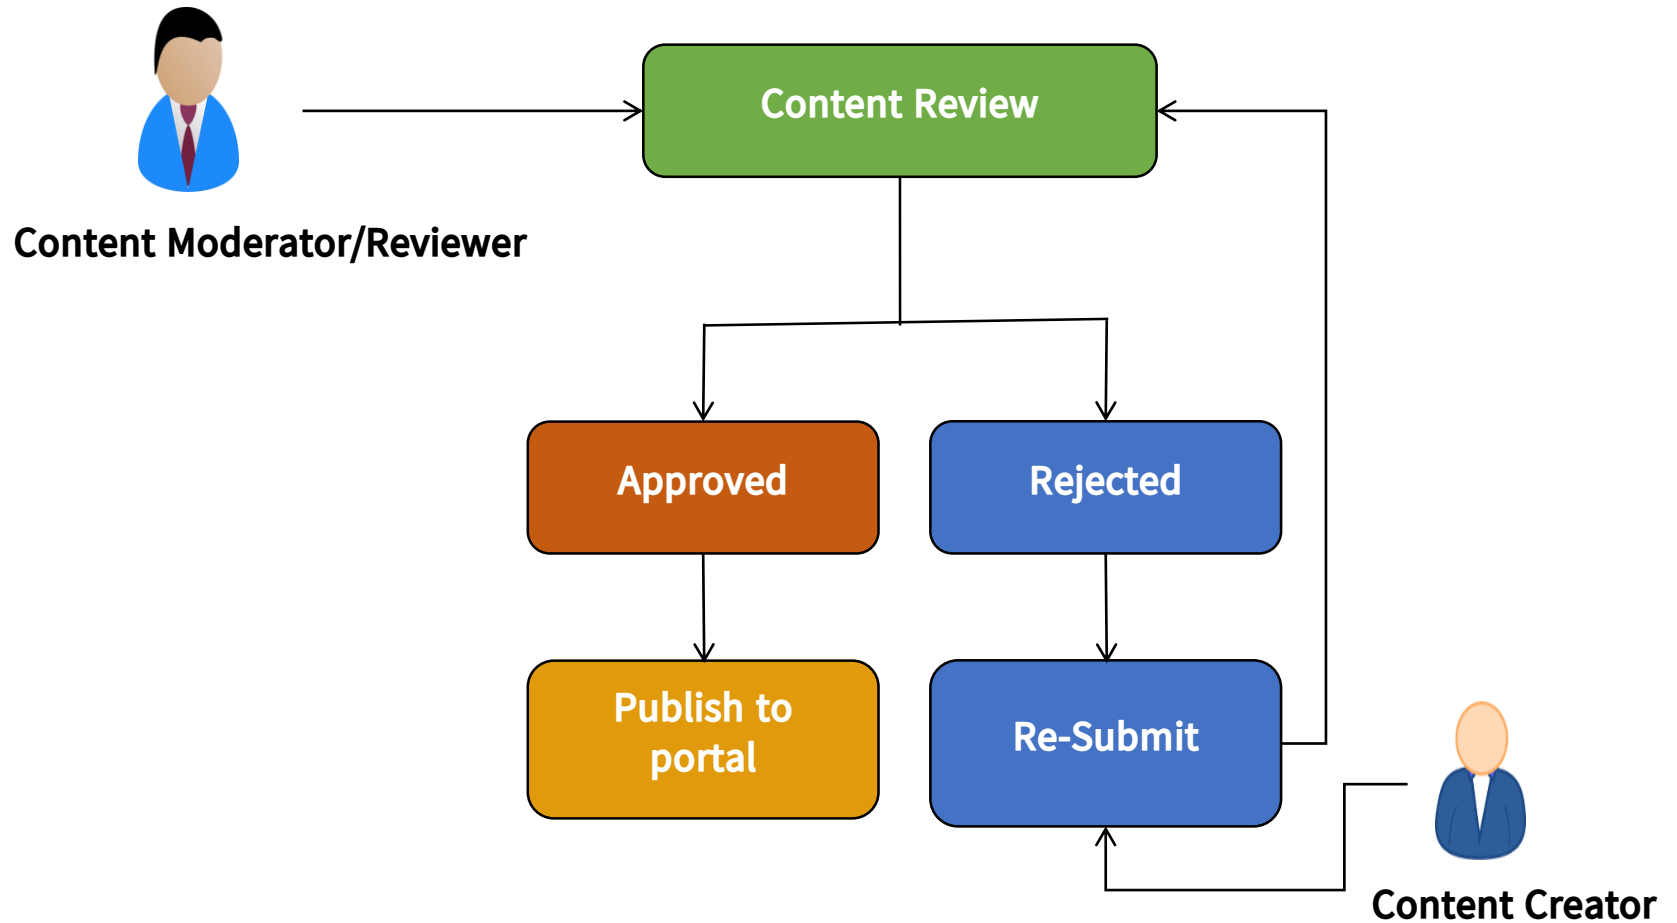 Content Review
Content Moderator/Reviewer
Approved
Rejected
Publish to
portal
Re-Submit
Content Creator